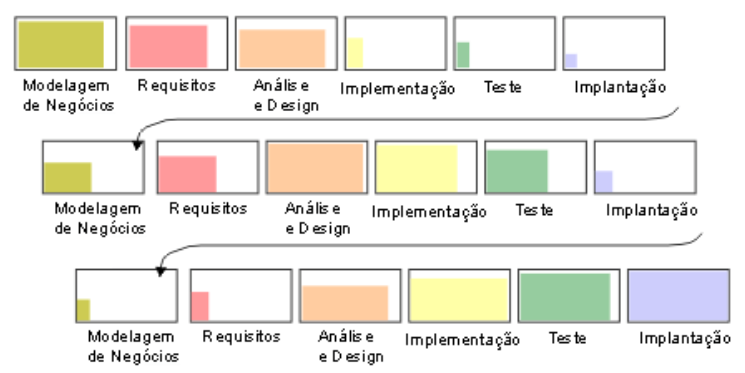 Modelagem
de Negócios
Requisitos
Análise
e Design
Implementação
Teste
Implantação
Modelagem
de Negócios
Requisitos
Análise
e Design
Implementação
Teste
Implantação
Modelagem
de Negócios
Requisitos
Análise
e Design
Implementação
Teste
Implantação